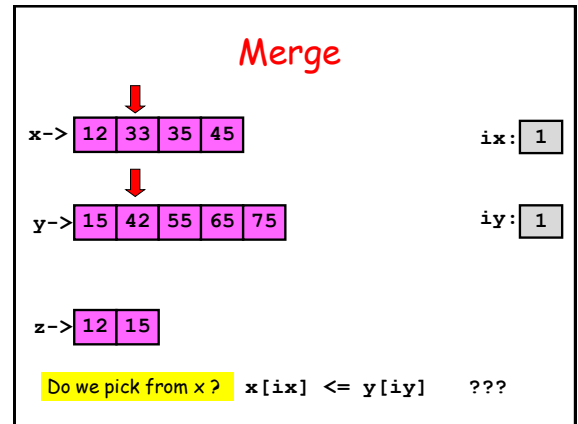 Merge
x-> 12 33 35 45 ix: 1
y-> 15 42 55 65 75 iy: 1
z-> 12 15
Do we pick from x ? x[ix] <= y[iy] ???